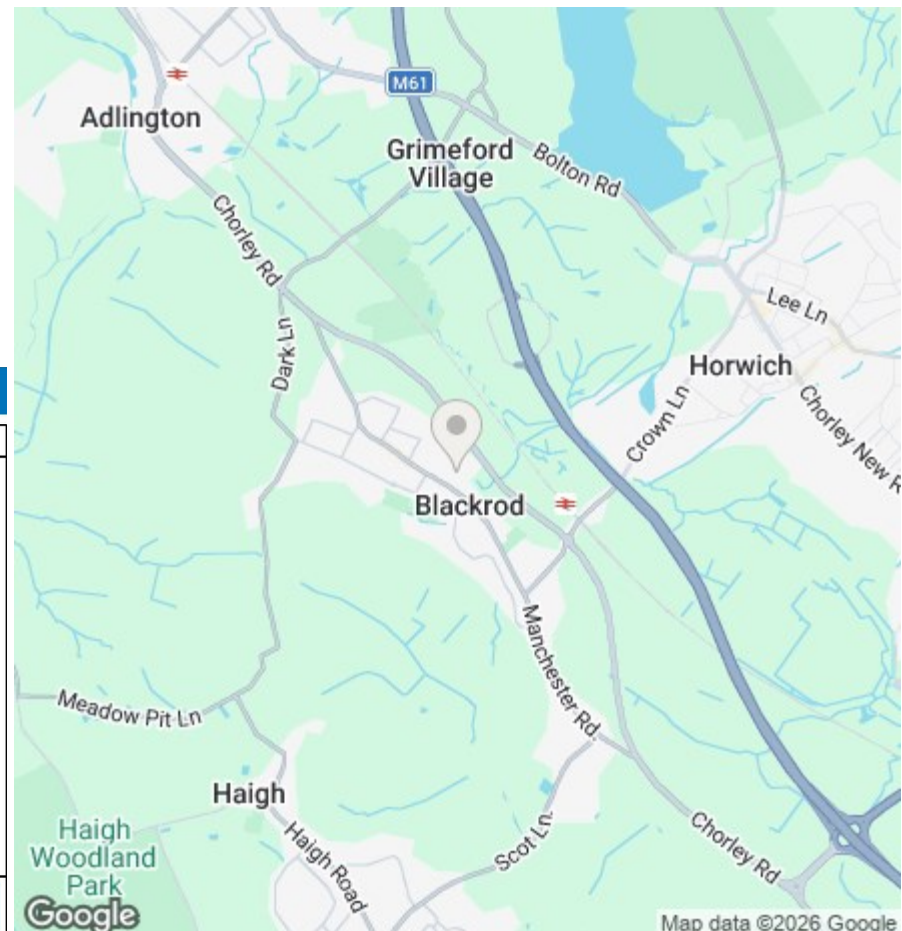 M61
Adlington
Grimeford
Village
Bolton Rd
Chorley Rd
Lee Ln
Dark Ln
Horwich
Crown Ln
Chorley New R
Blackrod
Manchester Rd.
Meadow Pit Ln
Haigh
Haigh
Woodland
Park
Haigh Road
Scot Ln.
Chorley Rd
Google
Map data ©2026 Google